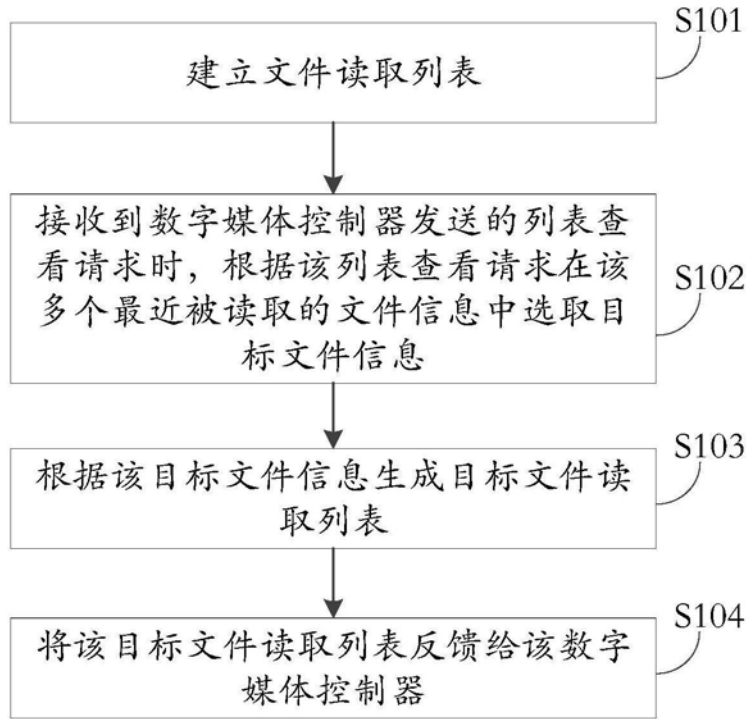 S101
建立文件读取列表
接收到数字媒体控制器发送的列表查
看请求时，根据该列表查看请求在该
多个最近被读取的文件信息中选取目
标文件信息
S102
根据该目标文件信息生成目标文件读
取列表
S103
将该目标文件读取列表反馈给该数字
媒体控制器
S104